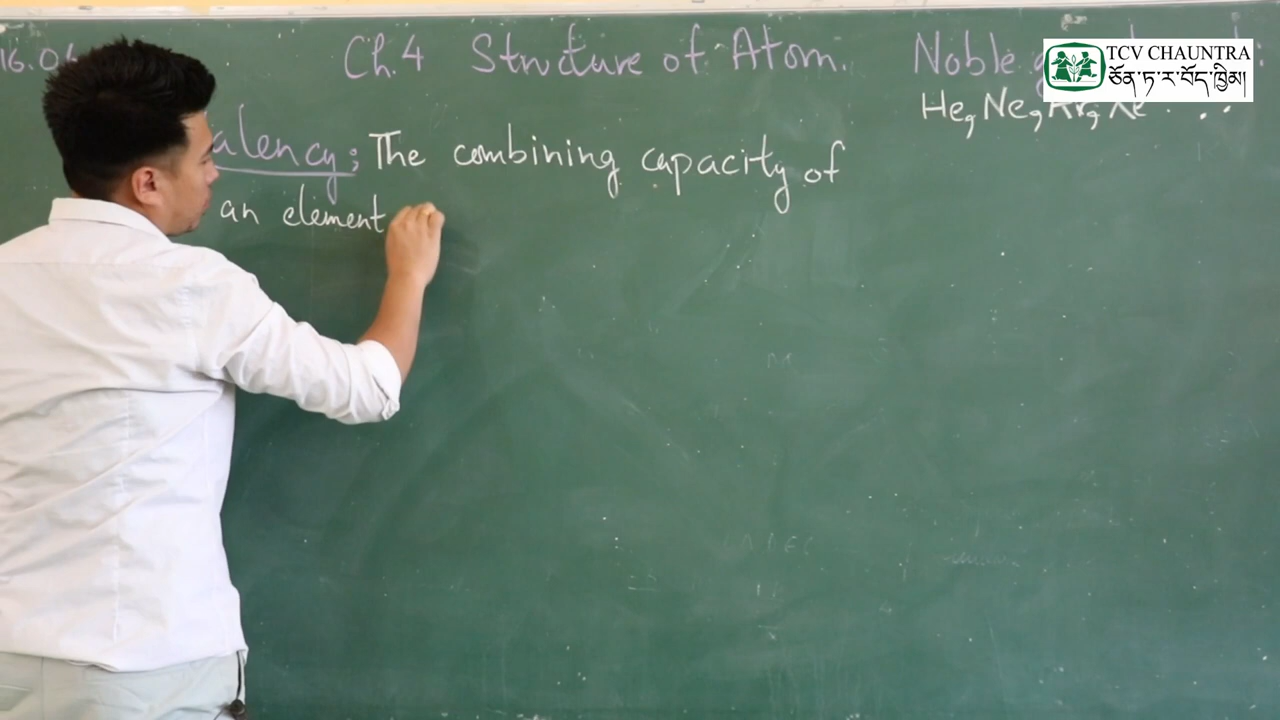 16.06
Ch.4 Structure of Atom.
Noble
He, Ne, Ar, Xe . . .
alency: The combining capacity of
an element
TCV CHAUNTRA
ཅོན་ཏ་ར་བོད་ཁྱིམ།